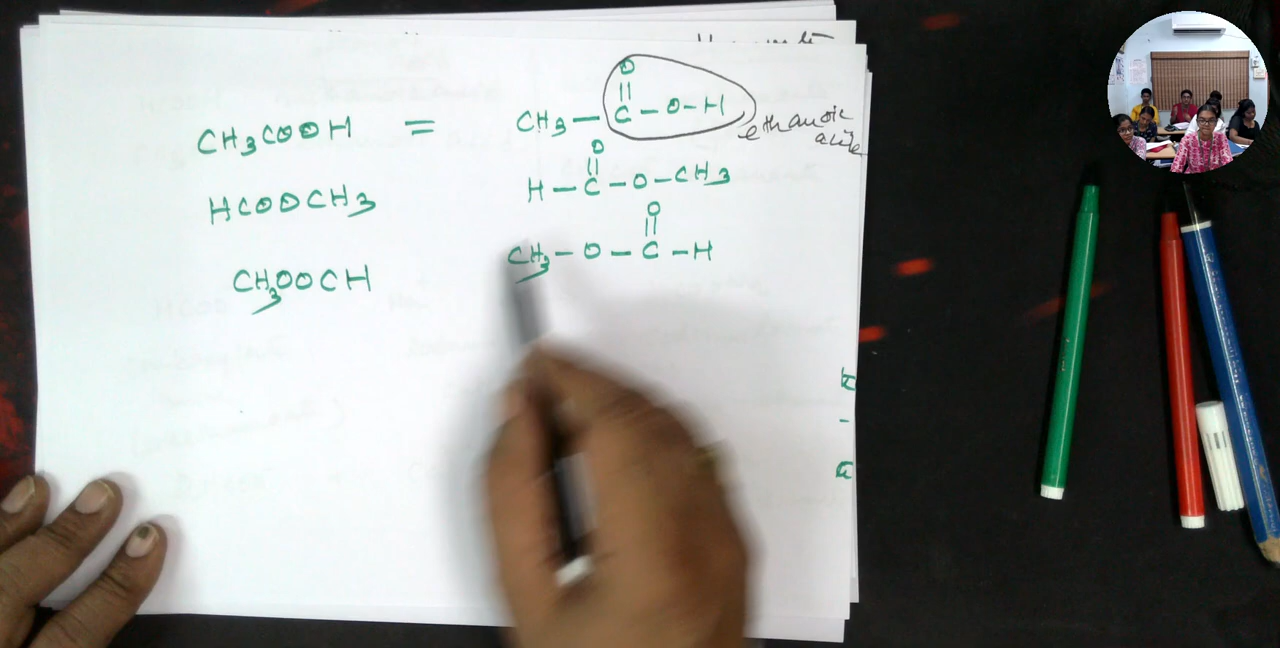 CH3COOH = CH3 — C — O — H
O
||
ethanoic
acid
HCOOCH3
O
||
H — C — O — CH3
CH3OOCH
O
||
CH3 — O — C — H